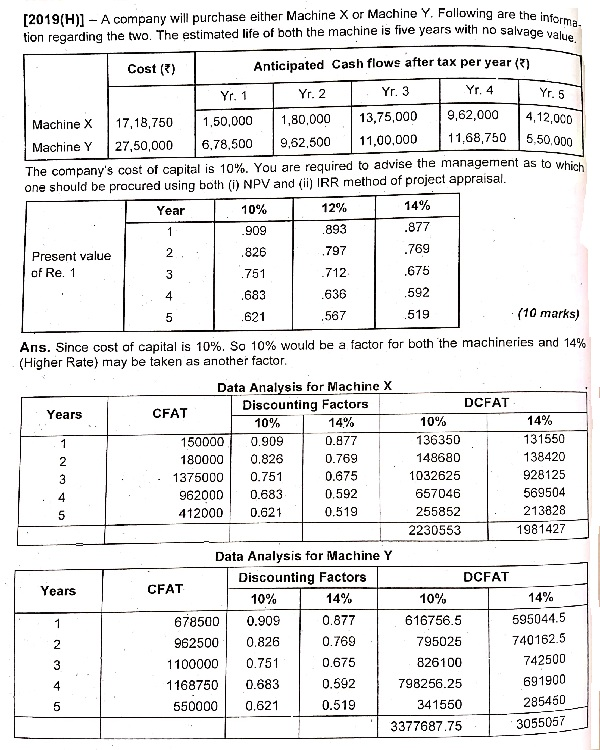 [2019(H)] – A company will purchase either Machine X or Machine Y. Following are the informa-
tion regarding the two. The estimated life of both the machine is five years with no salvage value.
Cost (₹) Anticipated Cash flows after tax per year (₹)
Yr. 1 Yr. 2 Yr. 3 Yr. 4 Yr. 5
Machine X 17,18,750 1,50,000 1,80,000 13,75,000 9,62,000 4,12,000
Machine Y 27,50,000 6,78,500 9,62,500 11,00,000 11,68,750 5,50,000
The company's cost of capital is 10%. You are required to advise the management as to which
one should be procured using both (i) NPV and (ii) IRR method of project appraisal.
Year 10% 12% 14%
1 .909 .893 .877
Present value 2 .826 .797 .769
of Re. 1 3 .751 .712 .675
4 .683 .636 .592
5 .621 .567 .519 (10 marks)
Ans. Since cost of capital is 10%. So 10% would be a factor for both the machineries and 14%
(Higher Rate) may be taken as another factor.
Data Analysis for Machine X
Years CFAT Discounting Factors DCFAT
10% 14% 10% 14%
1 150000 0.909 0.877 136350 131550
2 180000 0.826 0.769 148680 138420
3 1375000 0.751 0.675 1032625 928125
4 962000 0.683 0.592 657046 569504
5 412000 0.621 0.519 255852 213828
2230553 1981427
Data Analysis for Machine Y
Years CFAT Discounting Factors DCFAT
10% 14% 10% 14%
1 678500 0.909 0.877 616756.5 595044.5
2 962500 0.826 0.769 795025 740162.5
3 1100000 0.751 0.675 826100 742500
4 1168750 0.683 0.592 798256.25 691900
5 550000 0.621 0.519 341550 285450
3377687.75 3055057